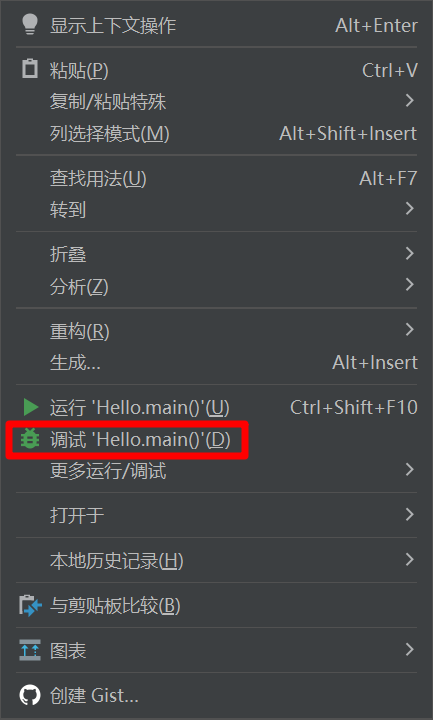 显示上下文操作 Alt+Enter
粘贴(P) Ctrl+V
复制/粘贴特殊
列选择模式(M) Alt+Shift+Insert
查找用法(U) Alt+F7
转到
折叠
分析(Z)
重构(R)
生成... Alt+Insert
运行 'Hello.main()'(U) Ctrl+Shift+F10
调试 'Hello.main()'(D)
更多运行/调试
打开于
本地历史记录(H)
与剪贴板比较(B)
图表
创建 Gist...